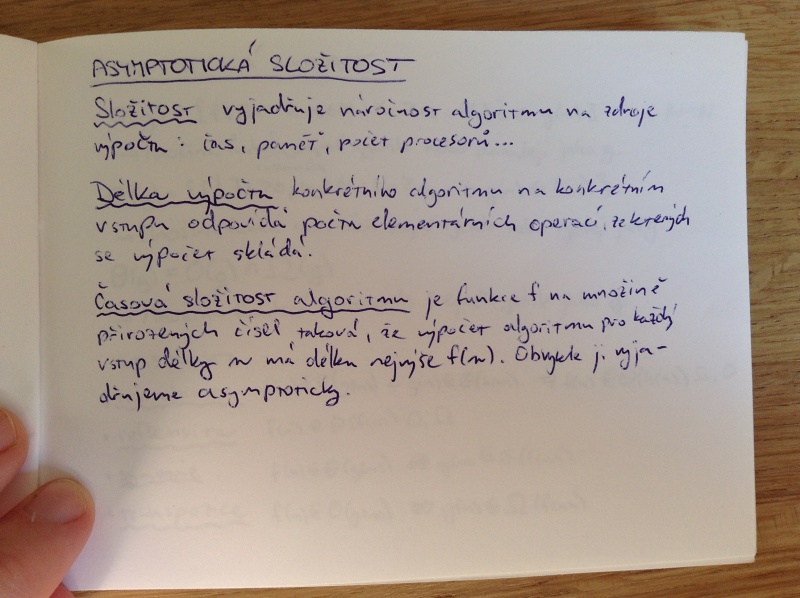 ASYMPTOTICKÁ SLOŽITOST
Složitost vyjadřuje náročnost algoritmu na zdroje
výpočtu: čas, paměť, počet procesorů...
Délka výpočtu konkrétního algoritmu na konkrétním
vstupu odpovídá počtu elementárních operací, ze kterých
se výpočet skládá.
Časová složitost algoritmu je funkce f na množině
přirozených čísel taková, že výpočet algoritmu pro každý
vstup délky n má délku nejvýše f(n). Obvykle ji vyja-
dřujeme asymptoticky.